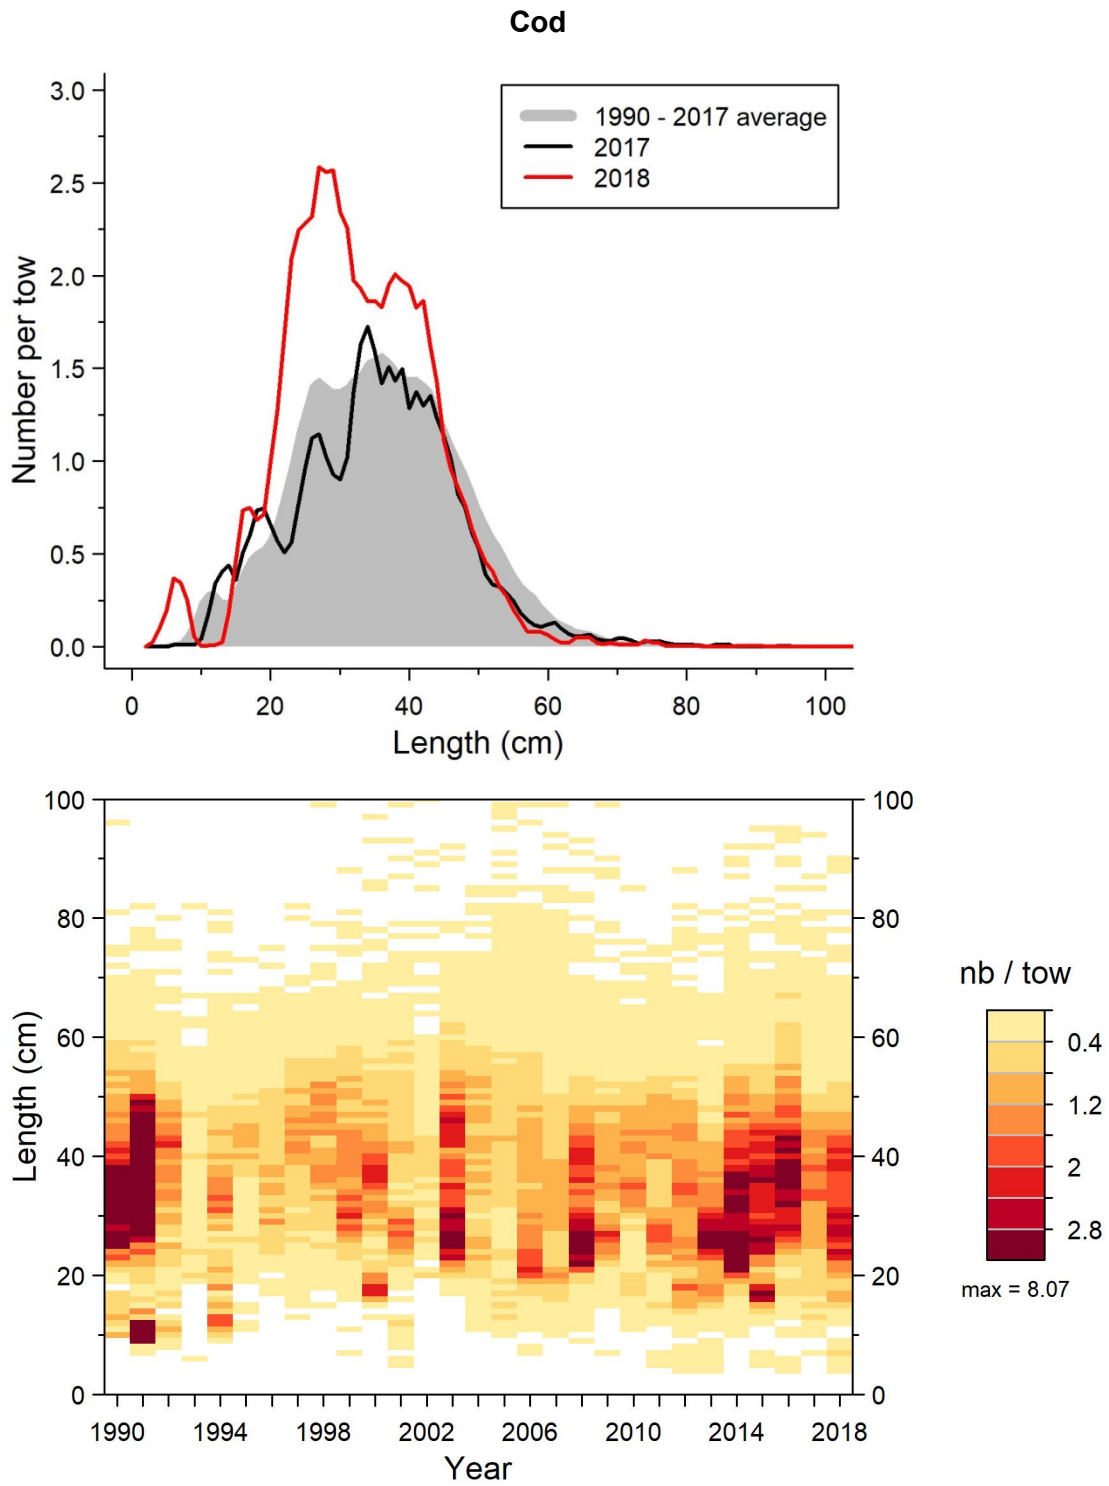 Cod
3.0
2.5
2.0
1.5
1.0
0.5
0.0
Number per tow
1990 - 2017 average
2017
2018
0 20 40 60 80 100
Length (cm)
100
80
60
40
20
0
Length (cm)
100
80
60
40
20
0
1990 1994 1998 2002 2006 2010 2014 2018
Year
nb / tow
0.4
1.2
2
2.8
max = 8.07